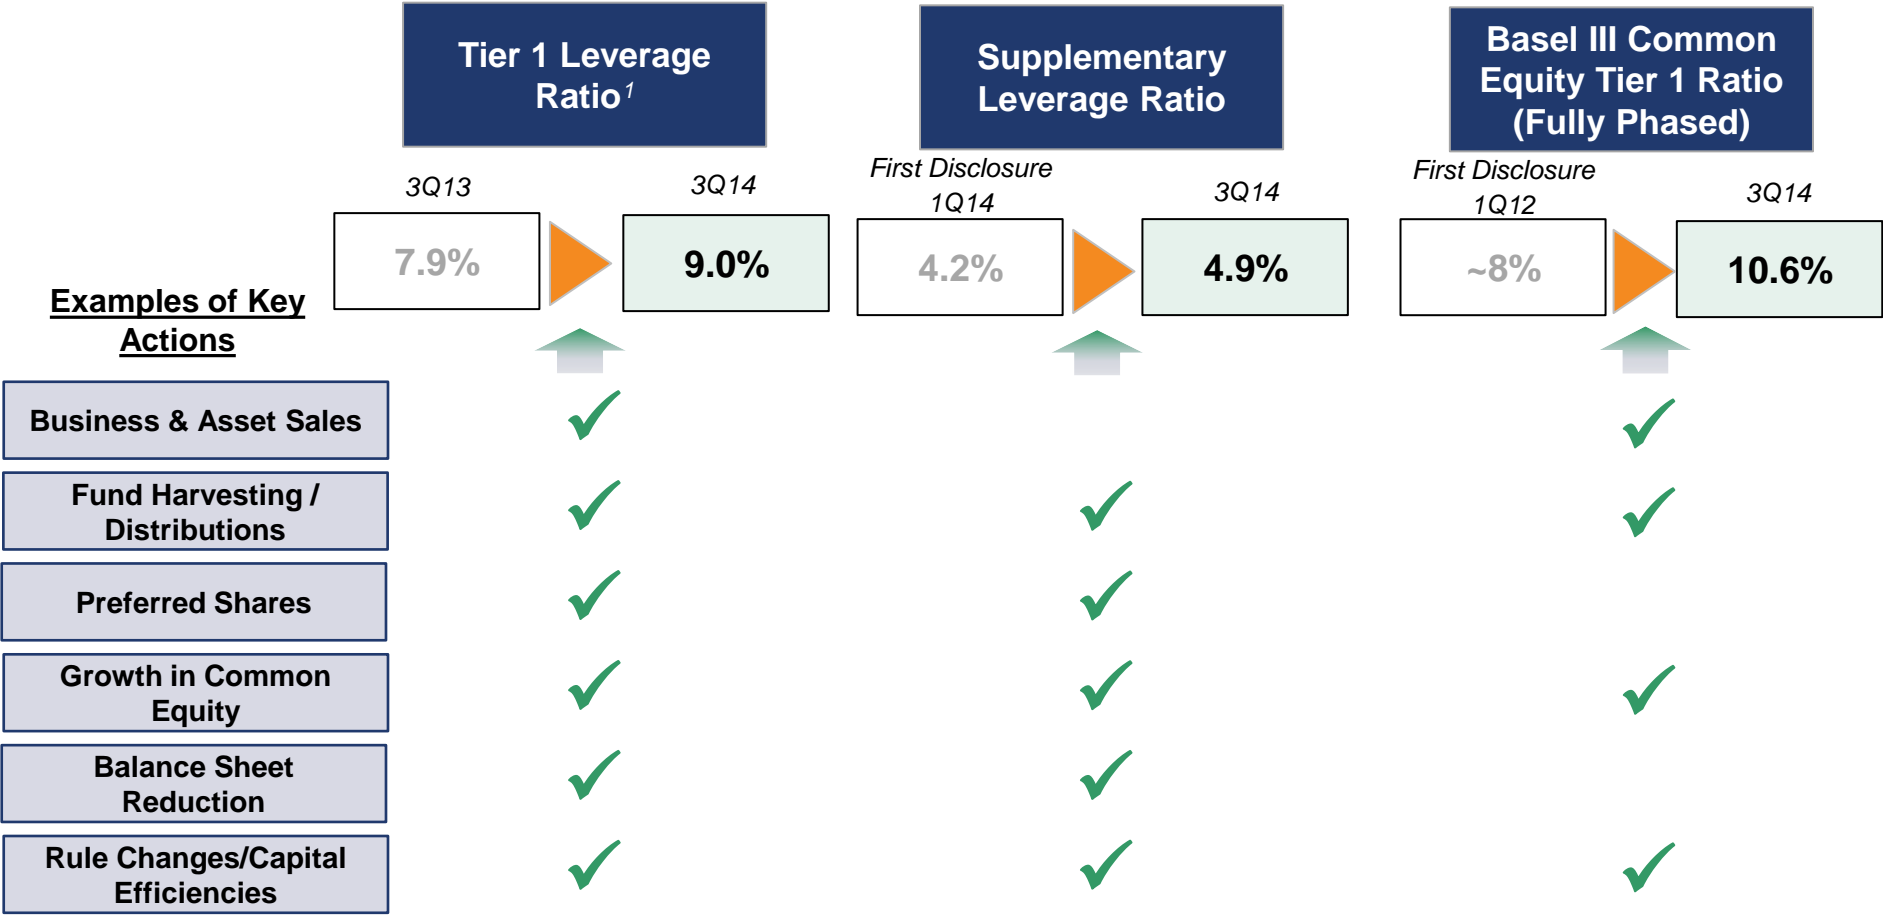 Tier 1 Leverage
Ratio1
Supplementary
Leverage Ratio
Basel III Common
Equity Tier 1 Ratio
(Fully Phased)
3Q13
3Q14
First Disclosure
1Q14
3Q14
First Disclosure
1Q12
3Q14
7.9%
9.0%
4.2%
4.9%
~8%
10.6%
Examples of Key
Actions
Business & Asset Sales
Fund Harvesting /
Distributions
Preferred Shares
Growth in Common
Equity
Balance Sheet
Reduction
Rule Changes/Capital
Efficiencies